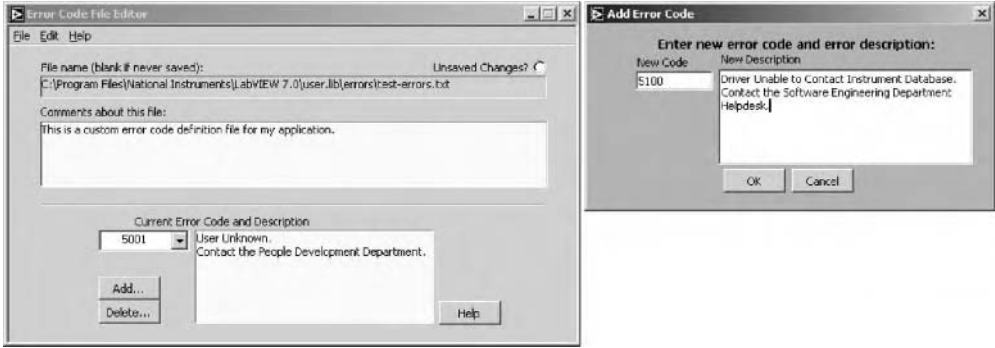 Error Code File Editor
File Edit Help
File name (blank if never saved):
Unsaved Changes?
C:\Program Files\National Instruments\LabVIEW 7.0\user.lib\errors\test-errors.txt
Comments about this file:
This is a custom error code definition file for my application.
Current Error Code and Description
5001
User Unknown.
Contact the People Development Department.
Add...
Delete...
Help
Add Error Code
Enter new error code and error description:
New Code
New Description
5100
Driver Unable to Contact Instrument Database.
Contact the Software Engineering Department
Helpdesk.
OK
Cancel